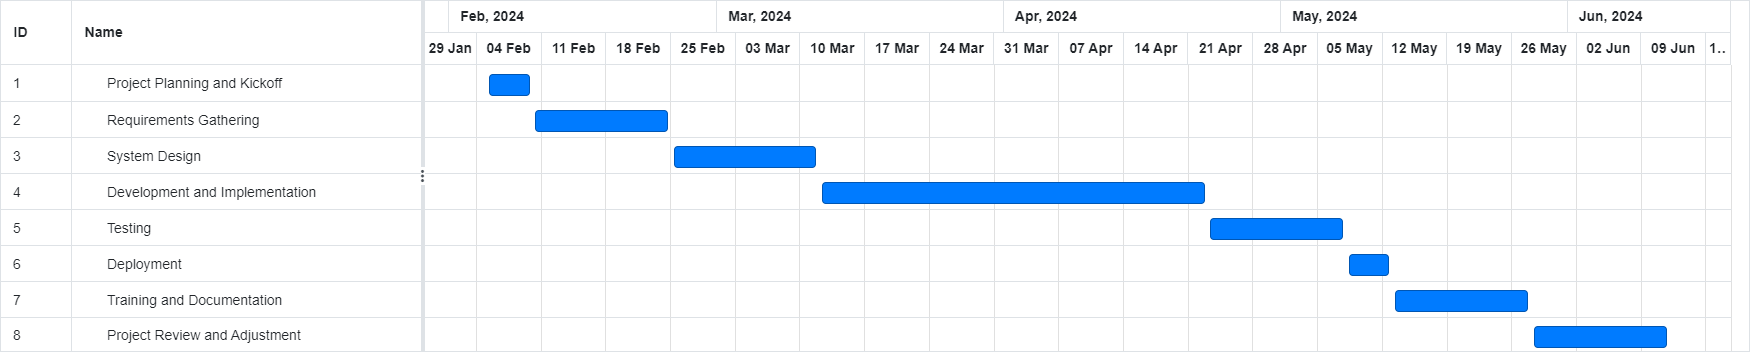 ID Name Feb, 2024 Mar, 2024 Apr, 2024 May, 2024 Jun, 2024
29 Jan 04 Feb 11 Feb 18 Feb 25 Feb 03 Mar 10 Mar 17 Mar 24 Mar 31 Mar 07 Apr 14 Apr 21 Apr 28 Apr 05 May 12 May 19 May 26 May 02 Jun 09 Jun 1..
1 Project Planning and Kickoff
2 Requirements Gathering
3 System Design
4 Development and Implementation
5 Testing
6 Deployment
7 Training and Documentation
8 Project Review and Adjustment